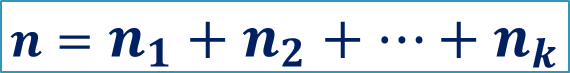 n = n₁ + n₂ + ⋯ + nₖ